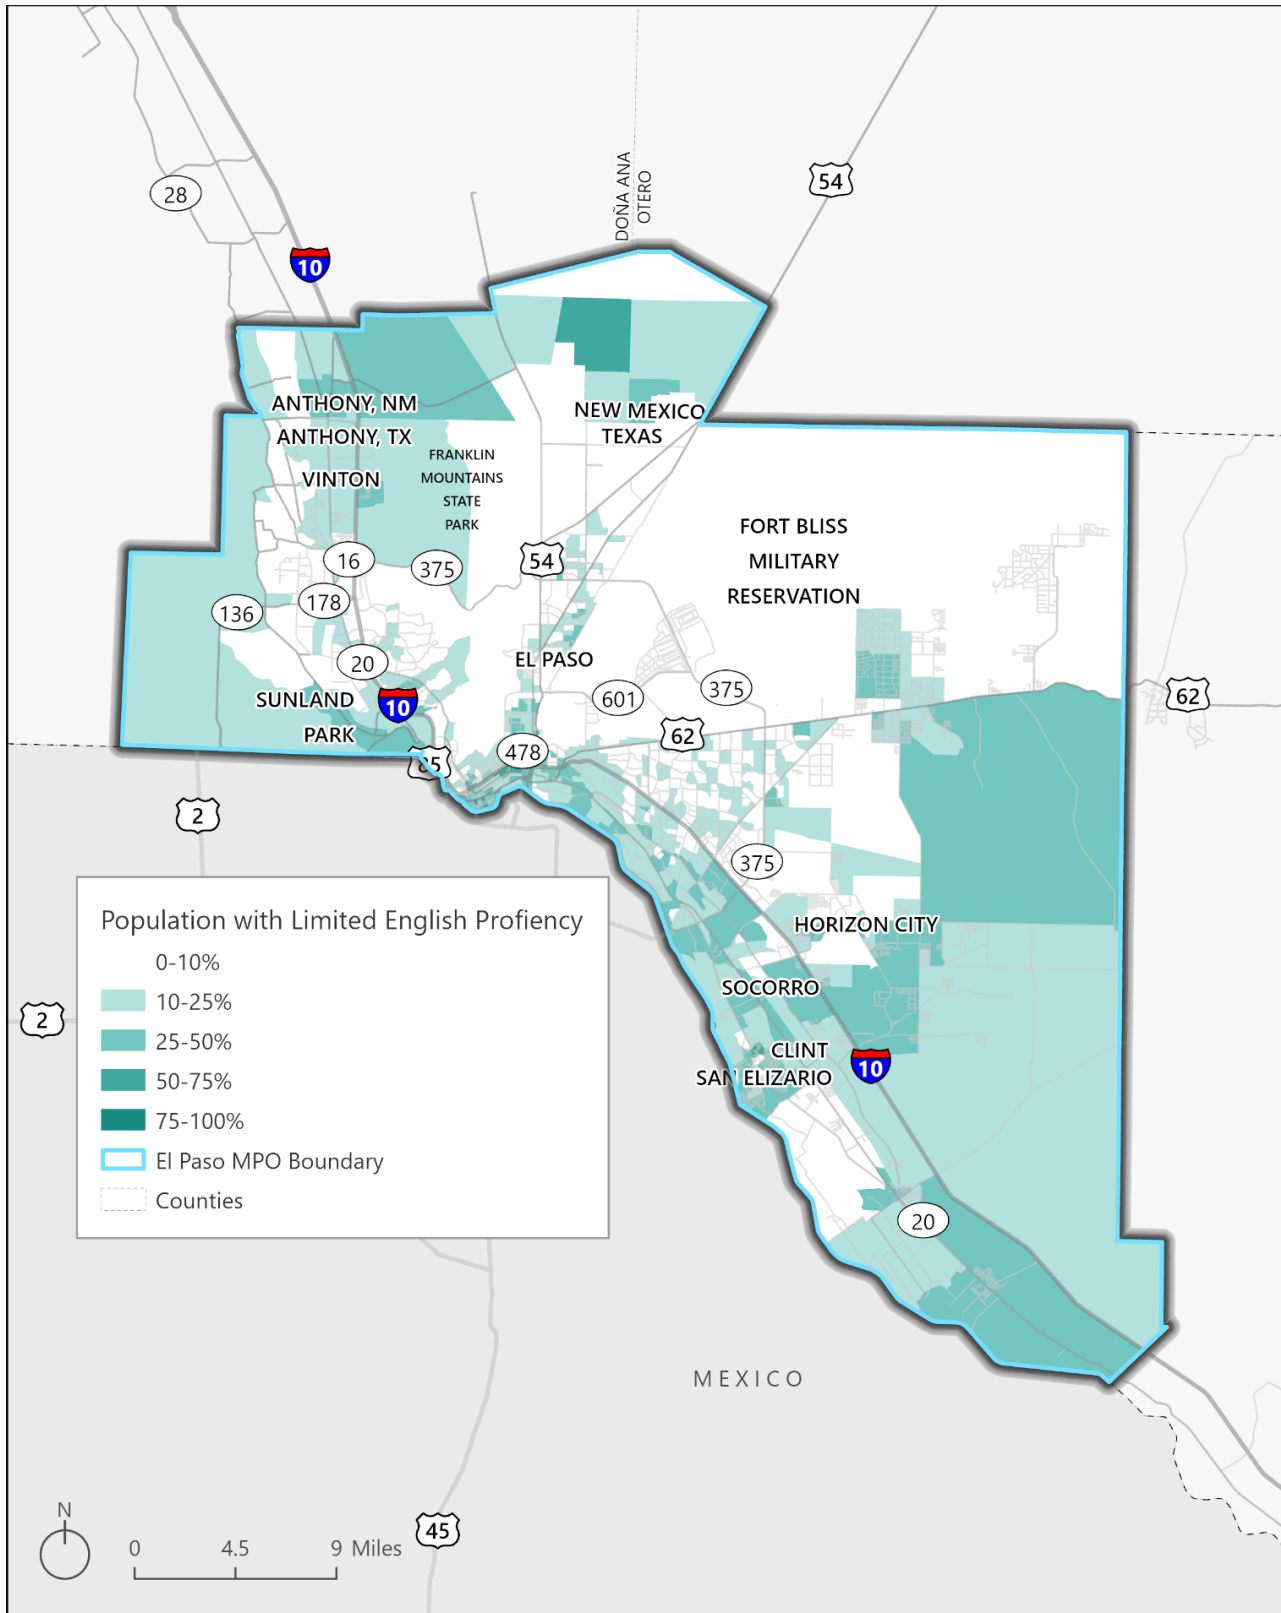 DOÑA ANA
OTERO
54
28
10
ANTHONY, NM
NEW MEXICO
ANTHONY, TX
TEXAS
FRANKLIN
MOUNTAINS
STATE
PARK
VINTON
FORT BLISS
MILITARY
RESERVATION
16
375
54
178
136
20
EL PASO
601
375
62
SUNLAND
PARK
10
62
478
85
2
375
Population with Limited English Profiency
0-10%
10-25%
25-50%
50-75%
75-100%
El Paso MPO Boundary
Counties
HORIZON CITY
SOCORRO
2
CLINT
SAN ELIZARIO
10
20
MEXICO
N
0 4.5 9 Miles
45